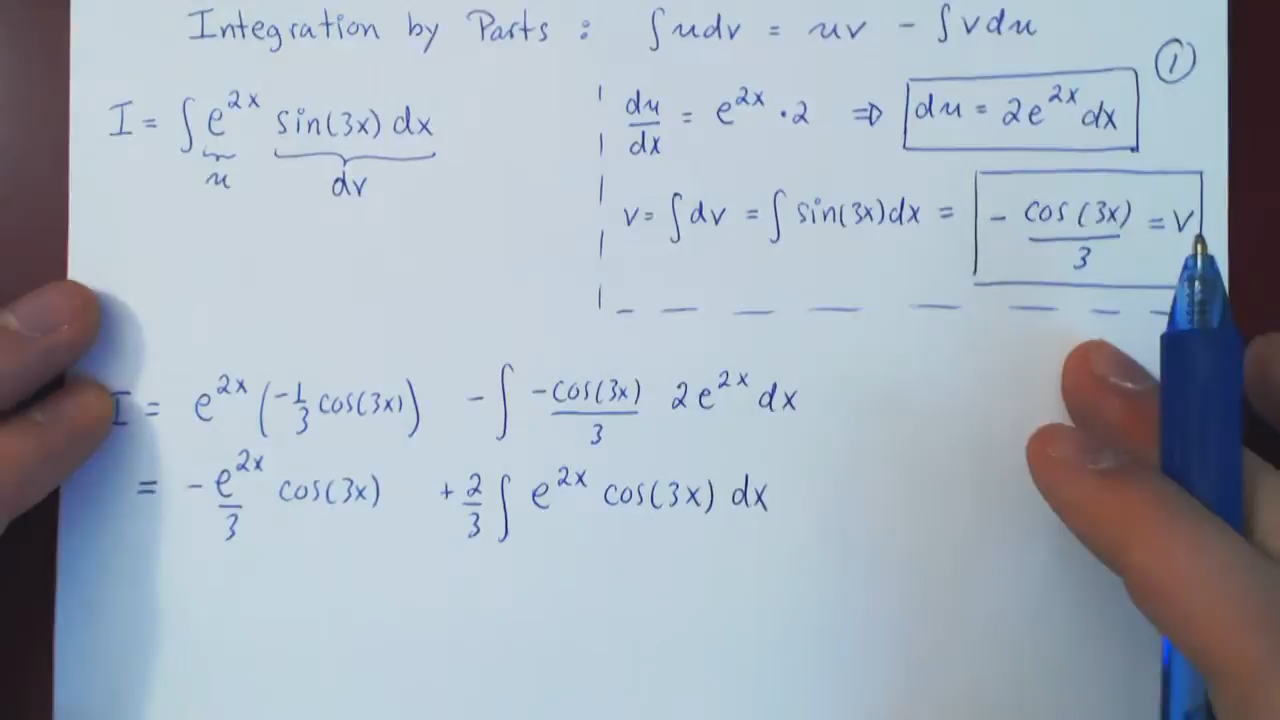 Integration by Parts : ∫udv = uv - ∫vdu
①
I = ∫ e^{2x} sin(3x) dx
u
dv
du/dx = e^{2x} · 2 ⇒ du = 2e^{2x} dx
v = ∫dv = ∫ sin(3x)dx = - cos(3x)/3 = v
I = e^{2x} (-1/3 cos(3x)) - ∫ -cos(3x)/3 2e^{2x} dx
= - e^{2x}/3 cos(3x) + 2/3 ∫ e^{2x} cos(3x) dx